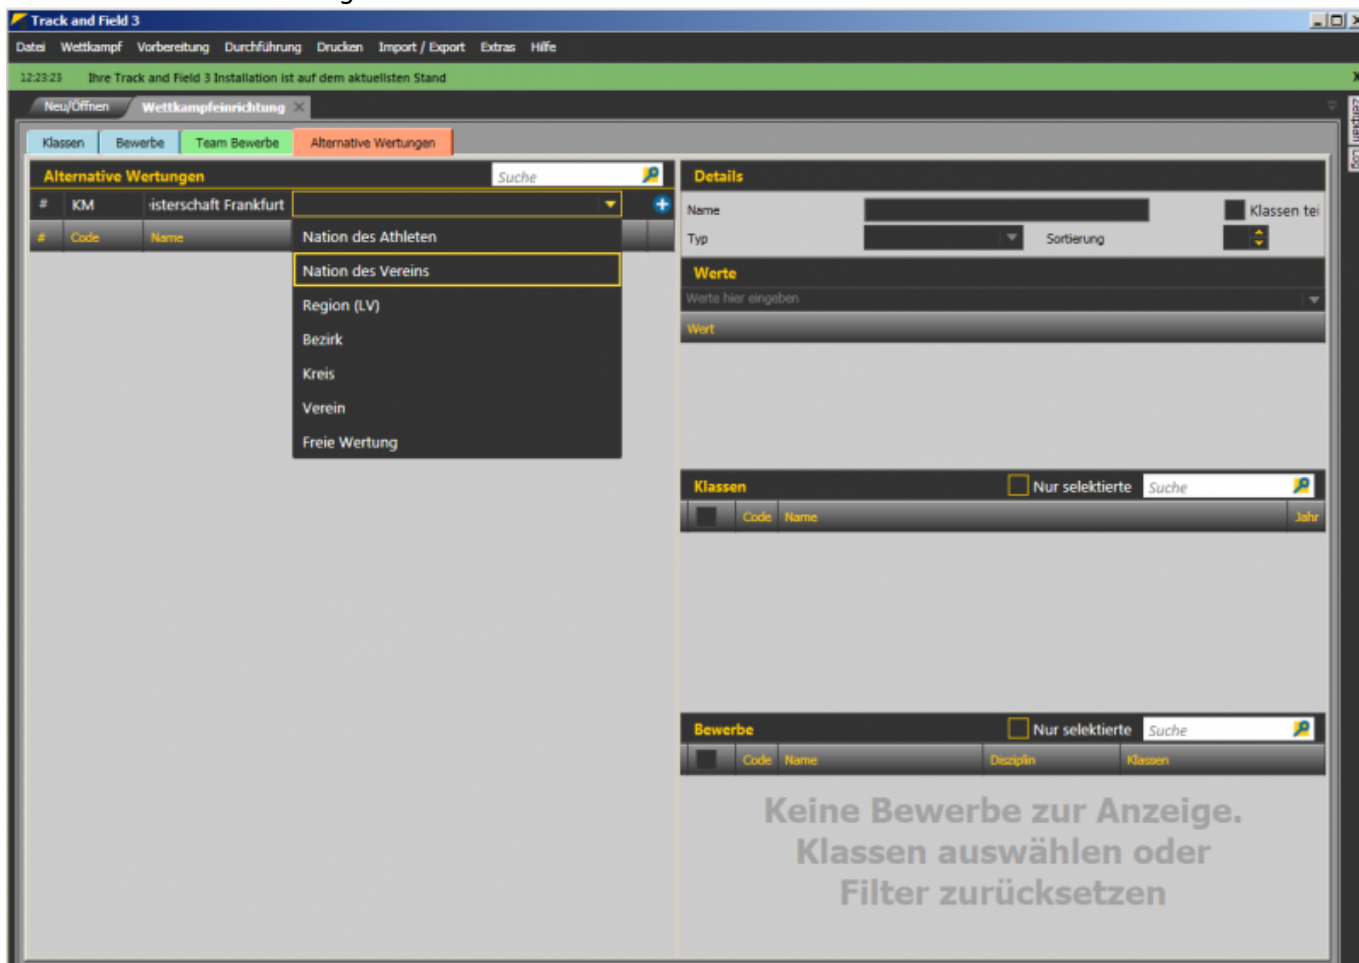 Track and Field 3
Datei Wettkampf Vorbereitung Durchführung Drucken Import / Export Extras Hilfe
12:23:23 Ihre Track and Field 3 Installation ist auf dem aktuellsten Stand X
Neu/Öffnen Wettkampfeinrichtung
Zeitplan
Log
Klassen Bewerbe Team Bewerbe Alternative Wertungen
Alternative Wertungen Suche
# KM isterschaft Frankfurt
# Code Name
Nation des Athleten
Nation des Vereins
Region (LV)
Bezirk
Kreis
Verein
Freie Wertung
Details
Name Klassen tei
Typ Sortierung
Werte
Werte hier eingeben
Wert
Klassen Nur selektierte Suche
Code Name Jahr
Bewerbe Nur selektierte Suche
Code Name Disziplin Klassen
Keine Bewerbe zur Anzeige.
Klassen auswählen oder
Filter zurücksetzen